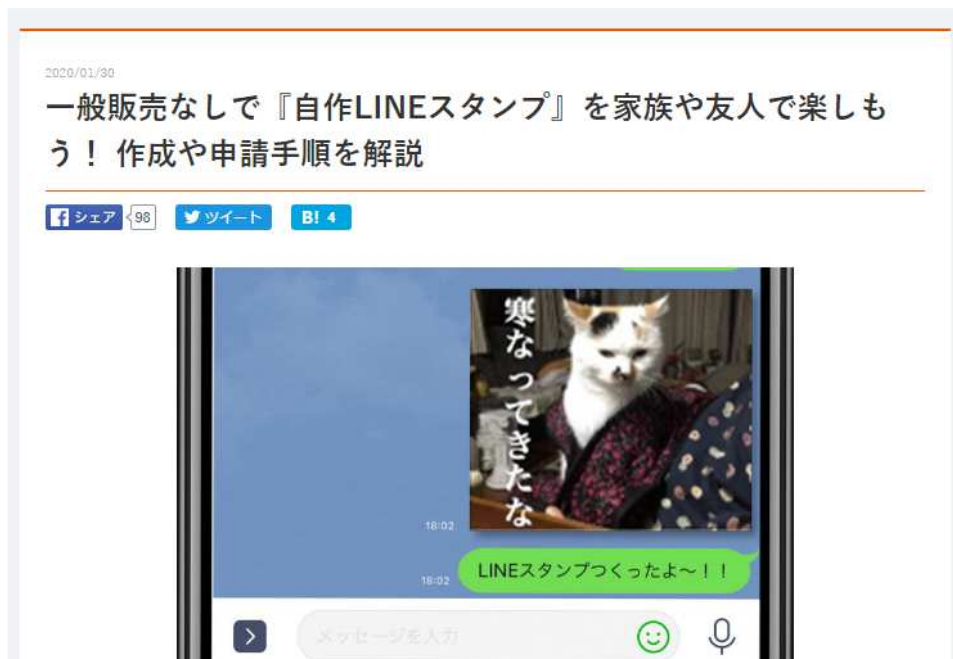 2020/01/30
一般販売なしで『自作LINEスタンプ』を家族や友人で楽しも
う！ 作成や申請手順を解説
シェア 98 ツイート B! 4
寒なってきたな
18:02
LINEスタンプつくったよ～！！
18:02
メッセージを入力